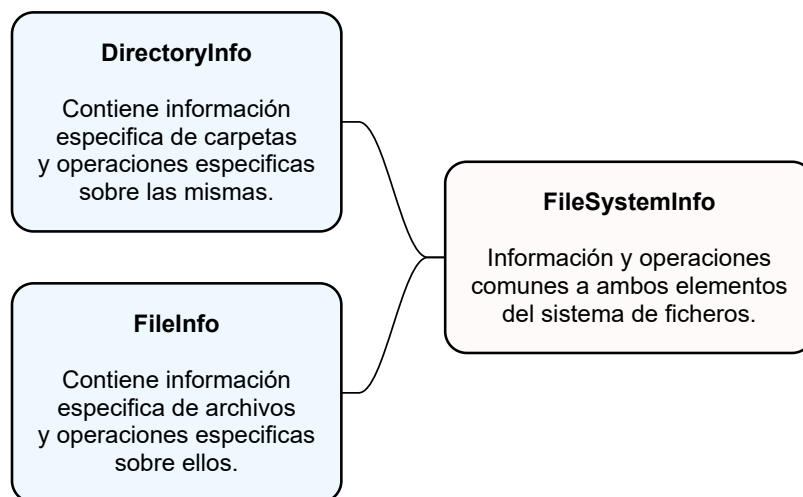 DirectoryInfo
Contiene información
especifica de carpetas
y operaciones especificas
sobre las mismas.
FileSystemInfo
Información y operaciones
comunes a ambos elementos
del sistema de ficheros.
FileInfo
Contiene información
especifica de archivos
y operaciones especificas
sobre ellos.